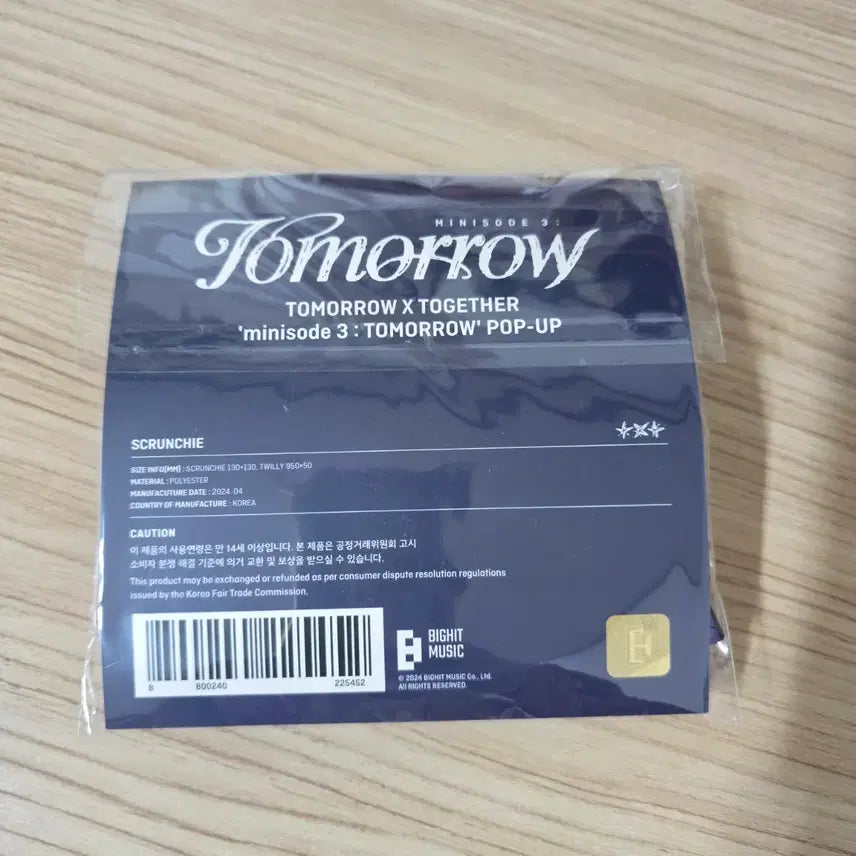 MINISODE 3:
Tomorrow
TOMORROW X TOGETHER
'minisode 3 : TOMORROW' POP-UP
SCRUNCHIE
SIZE INFO(MM) : SCRUNCHIE 130×130, TWILLY 950×50
MATERIAL : POLYESTER
MANUFACUTURE DATE : 2024. 04
COUNTRY OF MANUFACTURE : KOREA
CAUTION
이 제품의 사용연령은 만 14세 이상입니다. 본 제품은 공정거래위원회 고시
소비자 분쟁 해결 기준에 의거 교환 및 보상을 받으실 수 있습니다.
This product may be exchanged or refunded as per consumer dispute resolution regulations
issued by the Korea Fair Trade Commission.
8 800240 225452
BIGHIT
MUSIC
© 2024 BIGHIT MUSIC Co., Ltd.
All RIGHTS RESERVED.